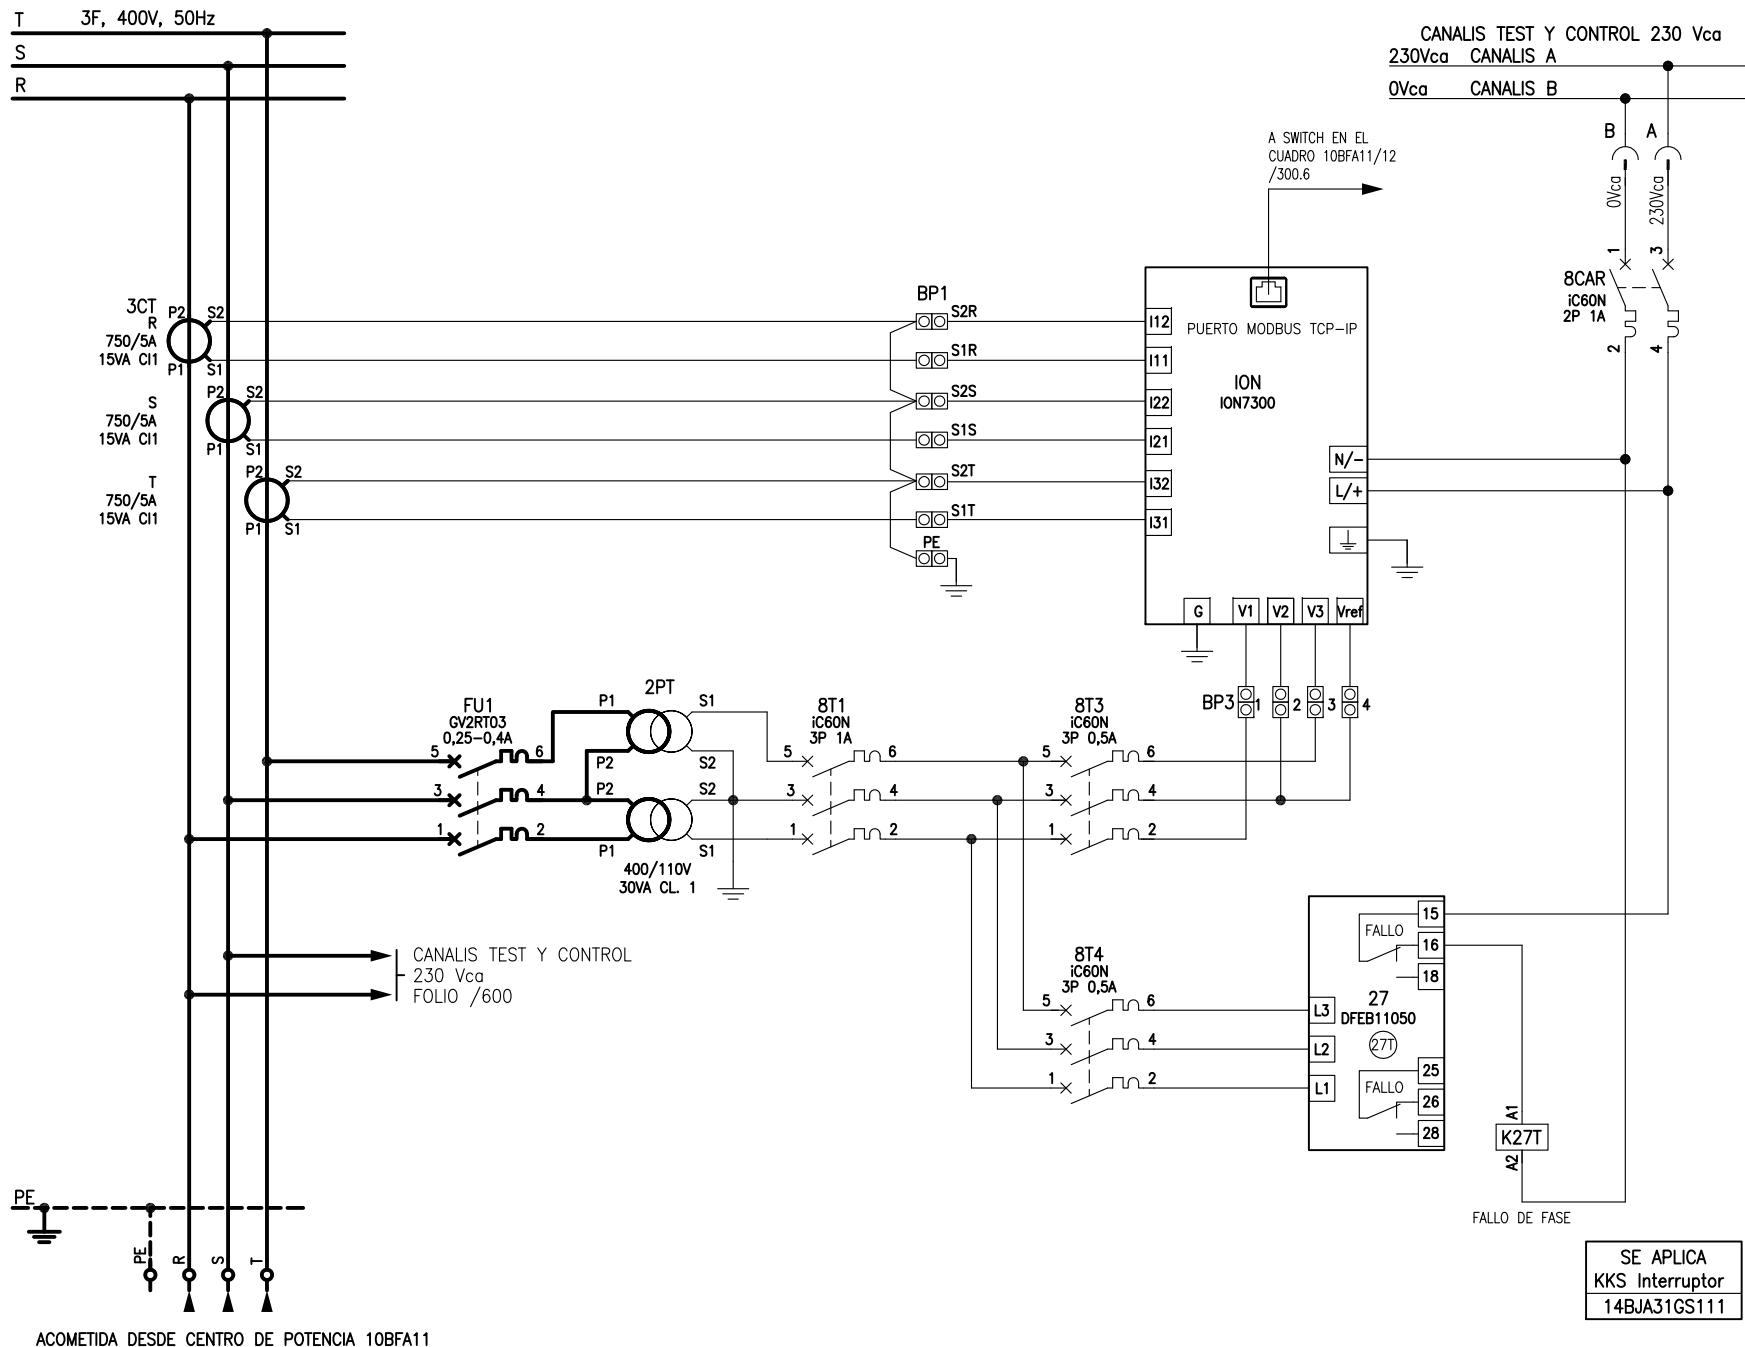 T 3F, 400V, 50Hz
S
R
CANALIS TEST Y CONTROL 230 Vca
230Vca CANALIS A
0Vca CANALIS B
B A
0Vca 230Vca
1 3
8CAR
iC60N
2P 1A
2 4
A SWITCH EN EL
CUADRO 10BFA11/12
/300.6
3CT
R
750/5A
15VA Cl1
P2 S2
P1 S1
S
750/5A
15VA Cl1
P2 S2
P1 S1
T
750/5A
15VA Cl1
P2 S2
P1 S1
BP1
S2R
S1R
S2S
S1S
S2T
S1T
PE
I12
I11
I22
I21
I32
I31
PUERTO MODBUS TCP-IP
ION
ION7300
N/-
L/+
G V1 V2 V3 Vref
BP3 1 2 3 4
FU1
GV2RT03
0,25-0,4A
5 6
3 4
1 2
2PT
P1 S1
P2 S2
P2 S2
P1 S1
400/110V
30VA CL. 1
8T1
iC60N
3P 1A
5 6
3 4
1 2
8T3
iC60N
3P 0,5A
5 6
3 4
1 2
CANALIS TEST Y CONTROL
230 Vca
FOLIO /600
8T4
iC60N
3P 0,5A
5 6
3 4
1 2
L3
L2
L1
FALLO
15
16
18
27
DFEB11050
27T
FALLO
25
26
28
A1
K27T
A2
FALLO DE FASE
PE
PE R S T
ACOMETIDA DESDE CENTRO DE POTENCIA 10BFA11
SE APLICA
KKS Interruptor
14BJA31GS111